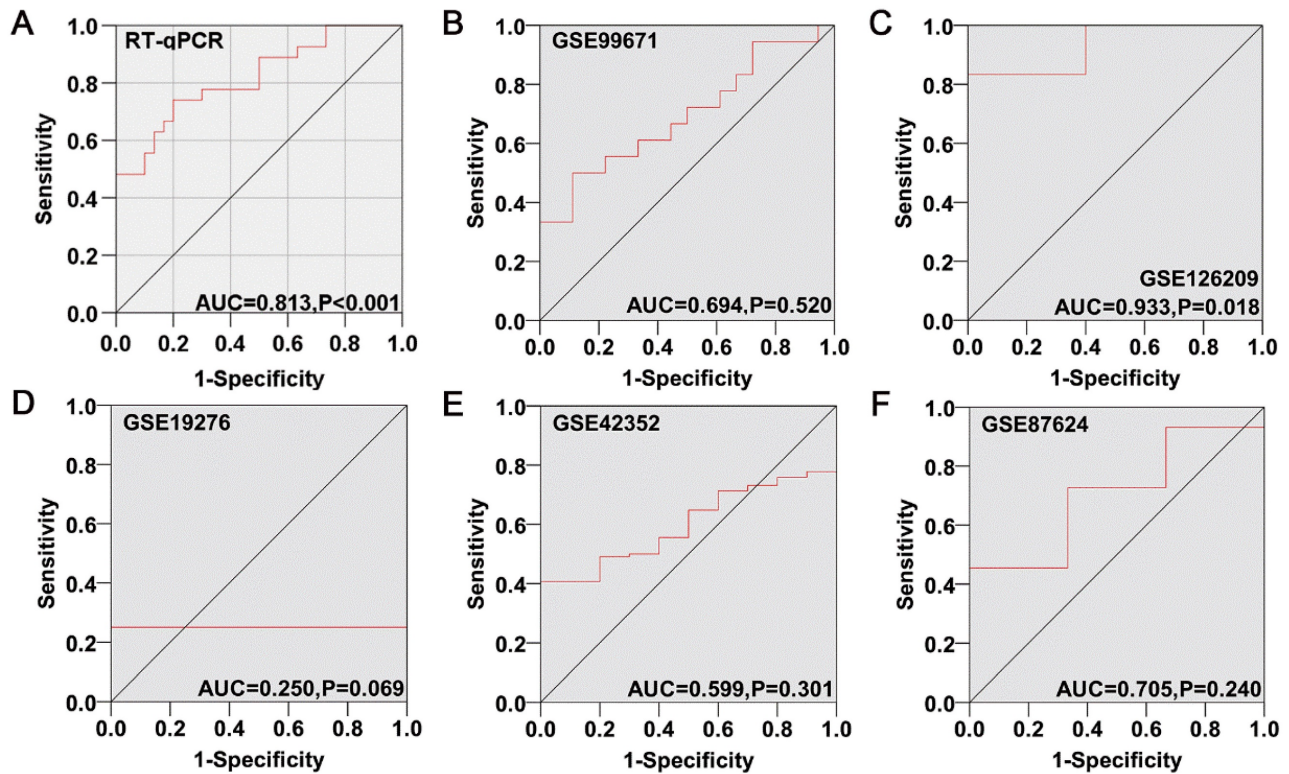 A
RT-qPCR
Sensitivity
1.0
0.8
0.6
0.4
0.2
0.0
AUC=0.813,P<0.001
0.0 0.2 0.4 0.6 0.8 1.0
1-Specificity
B
GSE99671
Sensitivity
1.0
0.8
0.6
0.4
0.2
0.0
AUC=0.694,P=0.520
0.0 0.2 0.4 0.6 0.8 1.0
1-Specificity
C
Sensitivity
1.0
0.8
0.6
0.4
0.2
0.0
GSE126209
AUC=0.933,P=0.018
0.0 0.2 0.4 0.6 0.8 1.0
1-Specificity
D
GSE19276
Sensitivity
1.0
0.8
0.6
0.4
0.2
0.0
AUC=0.250,P=0.069
0.0 0.2 0.4 0.6 0.8 1.0
1-Specificity
E
GSE42352
Sensitivity
1.0
0.8
0.6
0.4
0.2
0.0
AUC=0.599,P=0.301
0.0 0.2 0.4 0.6 0.8 1.0
1-Specificity
F
GSE87624
Sensitivity
1.0
0.8
0.6
0.4
0.2
0.0
AUC=0.705,P=0.240
0.0 0.2 0.4 0.6 0.8 1.0
1-Specificity